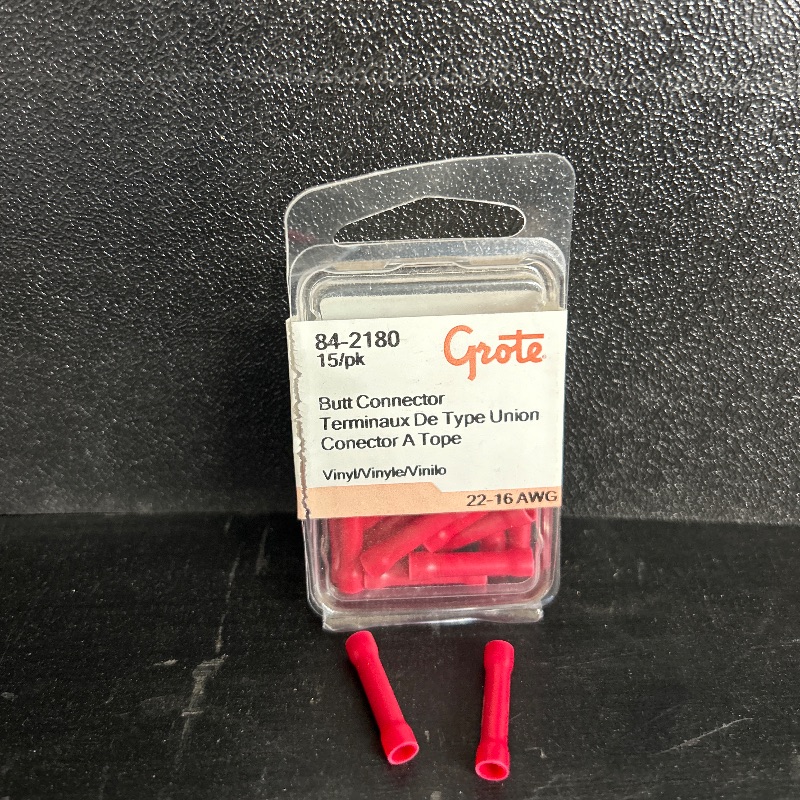 84-2180
15/pk
Grote
Butt Connector
Terminaux De Type Union
Conector A Tope
Vinyl/Vinyle/Vinilo
22-16 AWG